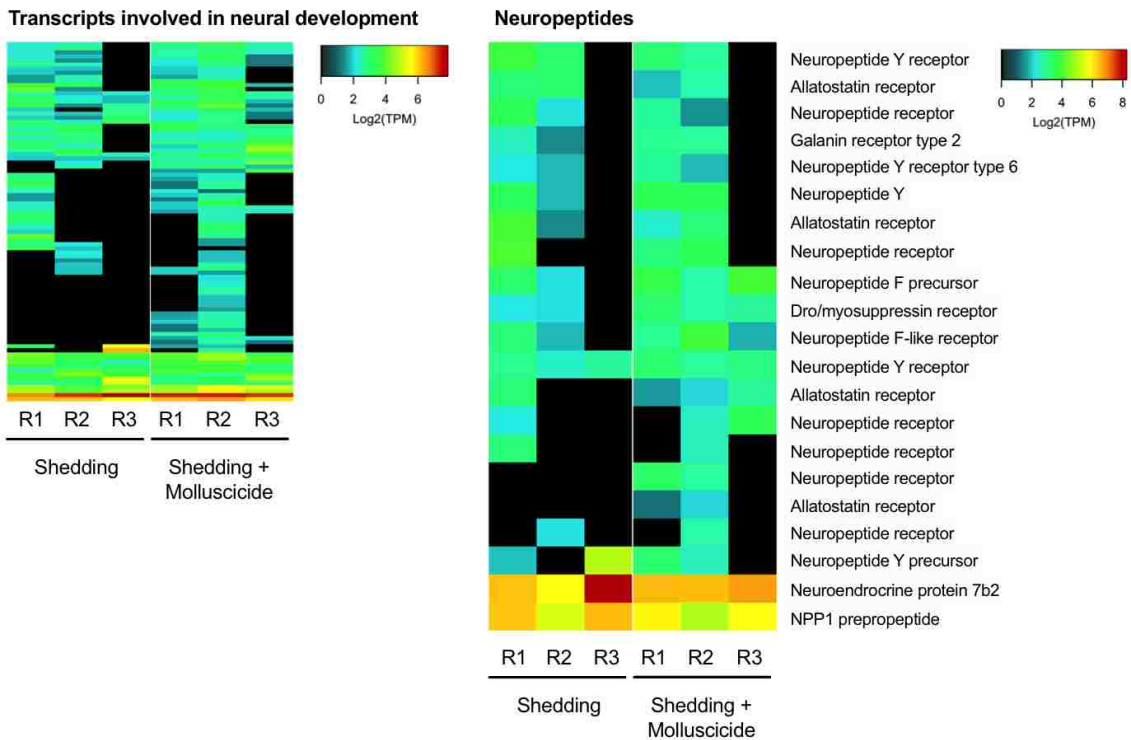 Transcripts involved in neural development
0 2 4 6
Log2(TPM)
R1 R2 R3 R1 R2 R3
Shedding
Shedding +
Molluscicide
Neuropeptides
Neuropeptide Y receptor
Allatostatin receptor
Neuropeptide receptor
Galanin receptor type 2
Neuropeptide Y receptor type 6
Neuropeptide Y
Allatostatin receptor
Neuropeptide receptor
Neuropeptide F precursor
Dro/myosuppressin receptor
Neuropeptide F-like receptor
Neuropeptide Y receptor
Allatostatin receptor
Neuropeptide receptor
Neuropeptide receptor
Neuropeptide receptor
Allatostatin receptor
Neuropeptide receptor
Neuropeptide Y precursor
Neuroendocrine protein 7b2
NPP1 prepropeptide
0 2 4 6 8
Log2(TPM)
R1 R2 R3 R1 R2 R3
Shedding
Shedding +
Molluscicide